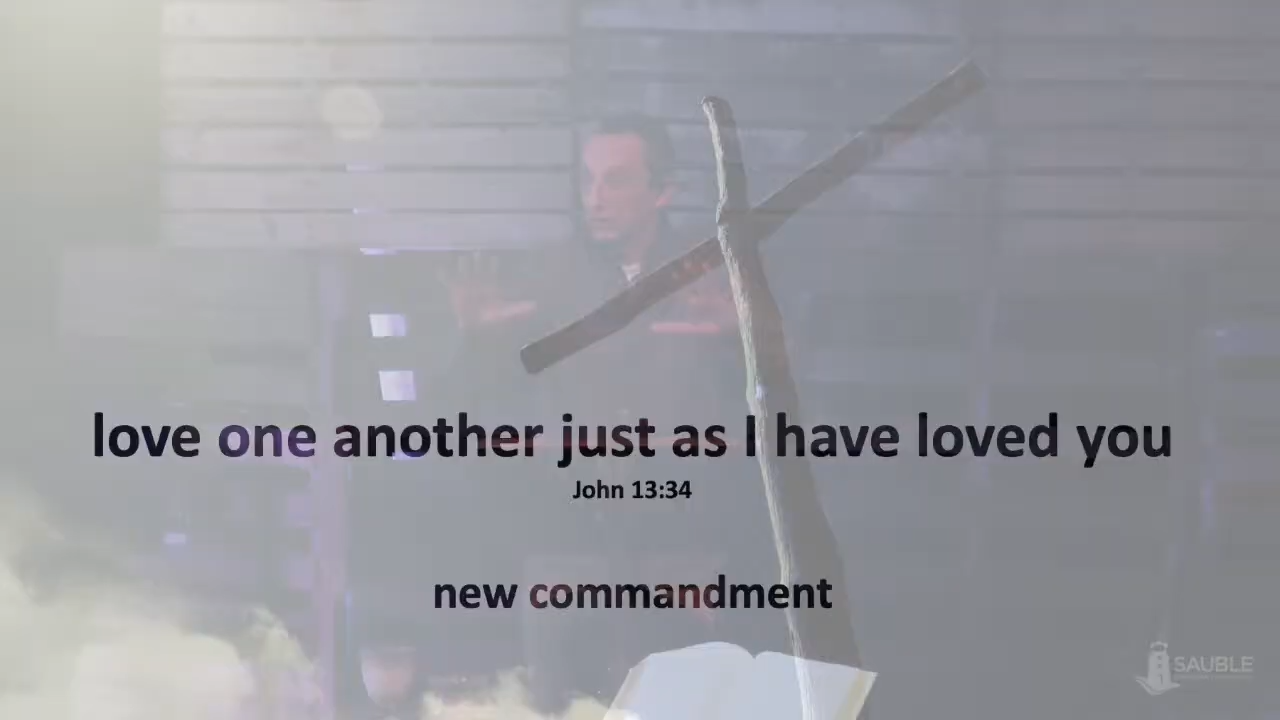 love one another just as I have loved you
John 13:34
new commandment
SAUBLE